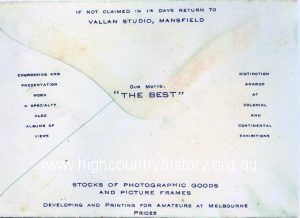 IF NOT CLAIMED IN 14 DAYS RETURN TO
VALLAN STUDIO, MANSFIELD
ENLARGING AND
PRESENTATION
WORK
A SPECIALTY
ALSO
ALBUMS OF
VIEWS
OUR MOTTO:
"THE BEST"
DISTINCTION
AWARDED
AT
COLONIAL
AND
CONTINENTAL
EXHIBITIONS
www.highcountryhistory.org.au
STOCKS OF PHOTOGRAPHIC GOODS
AND PICTURE FRAMES
DEVELOPING AND PRINTING FOR AMATEURS AT MELBOURNE
PRICES